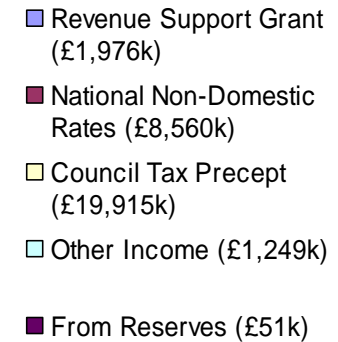 Revenue Support Grant
(£1,976k)
National Non-Domestic
Rates (£8,560k)
Council Tax Precept
(£19,915k)
Other Income (£1,249k)
From Reserves (£51k)